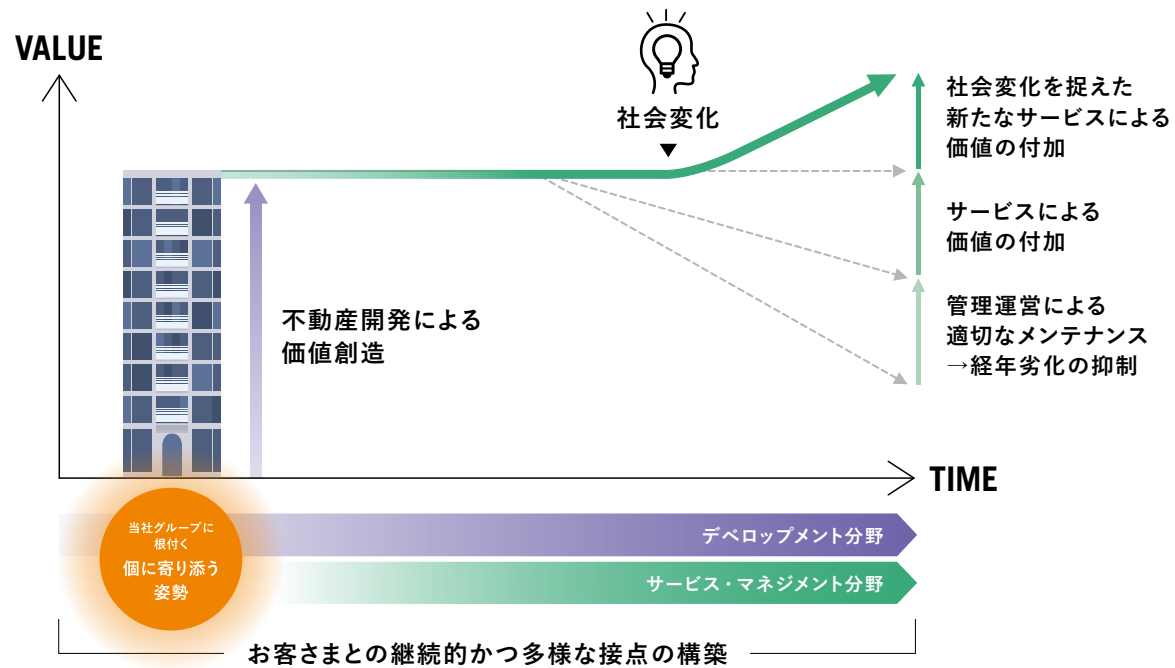 VALUE
社会変化
社会変化を捉えた
新たなサービスによる
価値の付加
サービスによる
価値の付加
不動産開発による
価値創造
管理運営による
適切なメンテナンス
→経年劣化の抑制
TIME
当社グループに
根付く
個に寄り添う
姿勢
デベロップメント分野
サービス・マネジメント分野
お客さまとの継続的かつ多様な接点の構築